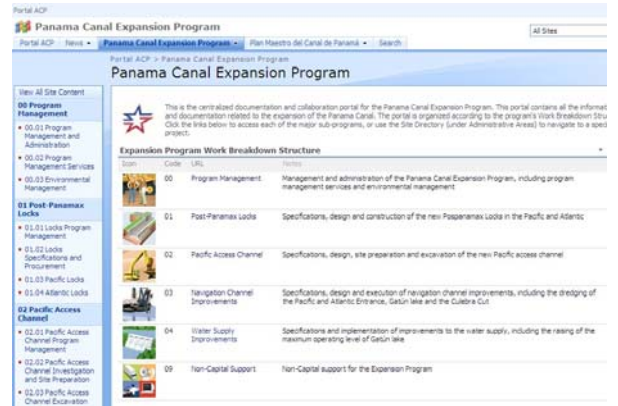 Portal ACP
Panama Canal Expansion Program
All Sites
Portal ACP News Panama Canal Expansion Program Plan Maestro del Canal de Panamá Search
Portal ACP > Panama Canal Expansion Program
Panama Canal Expansion Program
View All Site Content
00 Program
Management
00.01 Program
Management and
Administration
00.02 Program
Management Services
00.03 Environmental
Management
01 Post-Panamax
Locks
01.01 Locks Program
Management
01.02 Locks
Specifications and
Procurement
01.03 Pacific Locks
01.04 Atlantic Locks
02 Pacific Access
Channel
02.01 Pacific Access
Channel Program
Management
02.02 Pacific Access
Channel Investigation
and Site Preparation
02.03 Pacific Access
Channel Excavation
This is the centralized documentation and collaboration portal for the Panama Canal Expansion Program. This portal contains all the informat
and documentation related to the expansion of the Panama Canal. The portal is organized according to the program's Work Breakdown Stru
Click the links below to access each of the major sub-programs, or use the Site Directory (under Administrative Areas) to navigate to a spec
project.
Expansion Program Work Breakdown Structure
Icon Code URL Notes
00 Program Management Management and administration of the Panama Canal Expansion Program, including program
management services and environmental management
01 Post-Panamax Locks Specifications, design and construction of the new Pospanamax Locks in the Pacific and Atlantic
02 Pacific Access Channel Specifications, design, site preparation and excavation of the new Pacific access channel
03 Navigation Channel Specifications, design and execution of navigation channel improvements, including the dredging of
Improvements the Pacific and Atlantic Entrance, Gatún lake and the Culebra Cut
04 Water Supply Specifications and implementation of improvements to the water supply, including the raising of the
Improvements maximum operating level of Gatún lake
09 Non-Capital Support Non-Capital support for the Expansion Program